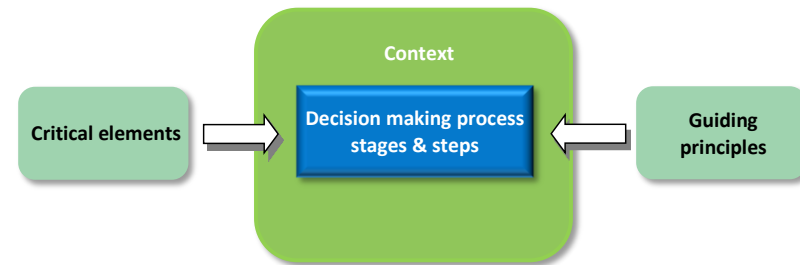 Context
Critical elements
Decision making process
stages & steps
Guiding
principles